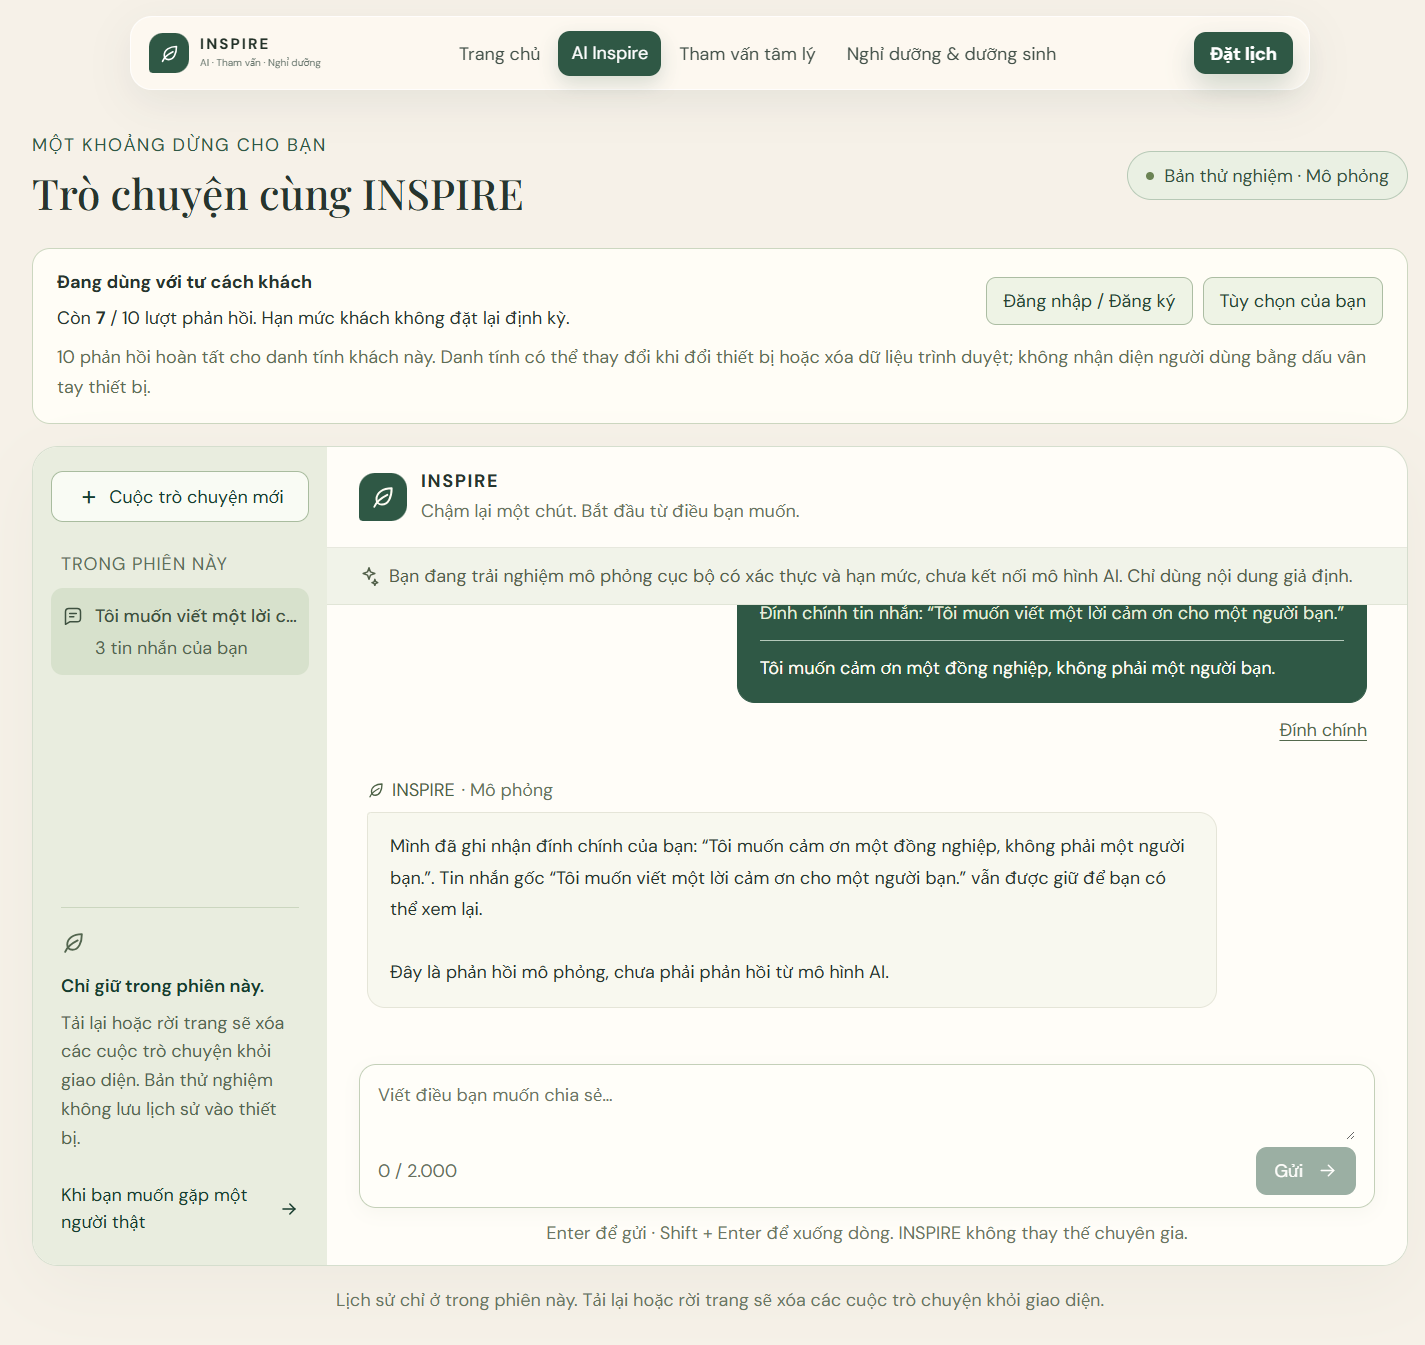 INSPIRE
AI · Tham vấn · Nghỉ dưỡng
Trang chủ
AI Inspire
Tham vấn tâm lý
Nghỉ dưỡng & dưỡng sinh
Đặt lịch
MỘT KHOẢNG DỪNG CHO BẠN
Trò chuyện cùng INSPIRE
Bản thử nghiệm · Mô phỏng
Đang dùng với tư cách khách
Còn 7 / 10 lượt phản hồi. Hạn mức khách không đặt lại định kỳ.
Đăng nhập / Đăng ký
Tùy chọn của bạn
10 phản hồi hoàn tất cho danh tính khách này. Danh tính có thể thay đổi khi đổi thiết bị hoặc xóa dữ liệu trình duyệt; không nhận diện người dùng bằng dấu vân
tay thiết bị.
Cuộc trò chuyện mới
TRONG PHIÊN NÀY
Tôi muốn viết một lời c...
3 tin nhắn của bạn
Chỉ giữ trong phiên này.
Tải lại hoặc rời trang sẽ xóa
các cuộc trò chuyện khỏi
giao diện. Bản thử nghiệm
không lưu lịch sử vào thiết
bị.
Khi bạn muốn gặp một
người thật
INSPIRE
Chậm lại một chút. Bắt đầu từ điều bạn muốn.
Bạn đang trải nghiệm mô phỏng cục bộ có xác thực và hạn mức, chưa kết nối mô hình AI. Chỉ dùng nội dung giả định.
Đính chính tin nhắn: “Tôi muốn viết một lời cảm ơn cho một người bạn.”
Tôi muốn cảm ơn một đồng nghiệp, không phải một người bạn.
Đính chính
INSPIRE · Mô phỏng
Mình đã ghi nhận đính chính của bạn: “Tôi muốn cảm ơn một đồng nghiệp, không phải một người
bạn.”. Tin nhắn gốc “Tôi muốn viết một lời cảm ơn cho một người bạn.” vẫn được giữ để bạn có
thể xem lại.
Đây là phản hồi mô phỏng, chưa phải phản hồi từ mô hình AI.
Viết điều bạn muốn chia sẻ...
0 / 2.000
Gửi
Enter để gửi · Shift + Enter để xuống dòng. INSPIRE không thay thế chuyên gia.
Lịch sử chỉ ở trong phiên này. Tải lại hoặc rời trang sẽ xóa các cuộc trò chuyện khỏi giao diện.